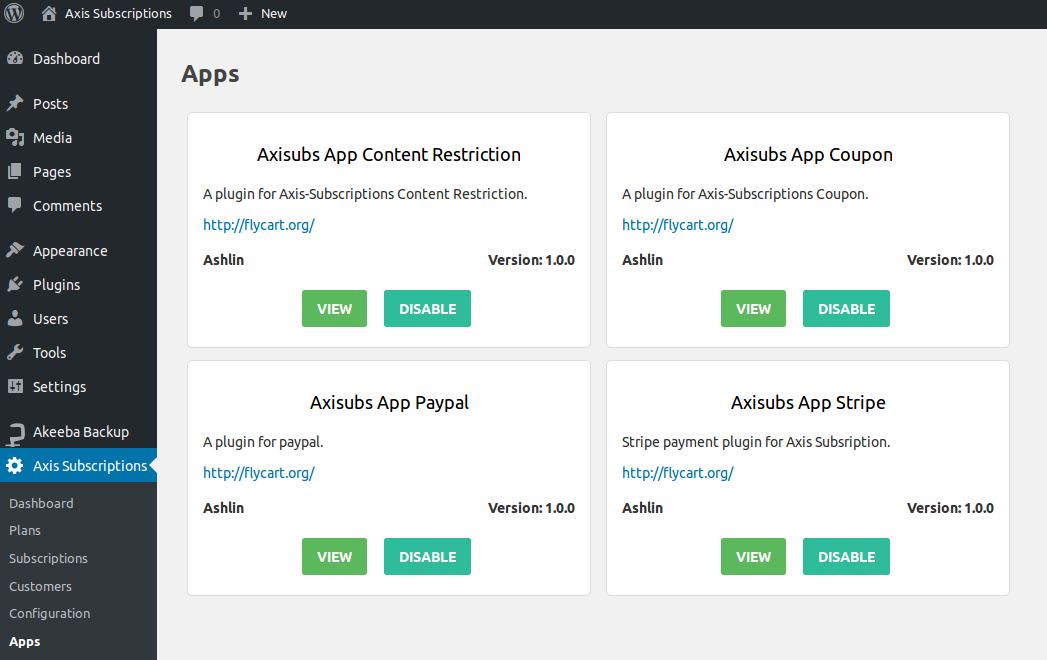 Axis Subscriptions 0 New
Dashboard
Posts
Media
Pages
Comments
Appearance
Plugins
Users
Tools
Settings
Akeeba Backup
Axis Subscriptions
Dashboard
Plans
Subscriptions
Customers
Configuration
Apps
Apps
Axisubs App Content Restriction
A plugin for Axis-Subscriptions Content Restriction.
http://flycart.org/
Ashlin Version: 1.0.0
VIEW DISABLE
Axisubs App Coupon
A plugin for Axis-Subscriptions Coupon.
http://flycart.org/
Ashlin Version: 1.0.0
VIEW DISABLE
Axisubs App Paypal
A plugin for paypal.
http://flycart.org/
Ashlin Version: 1.0.0
VIEW DISABLE
Axisubs App Stripe
Stripe payment plugin for Axis Subsription.
http://flycart.org/
Ashlin Version: 1.0.0
VIEW DISABLE